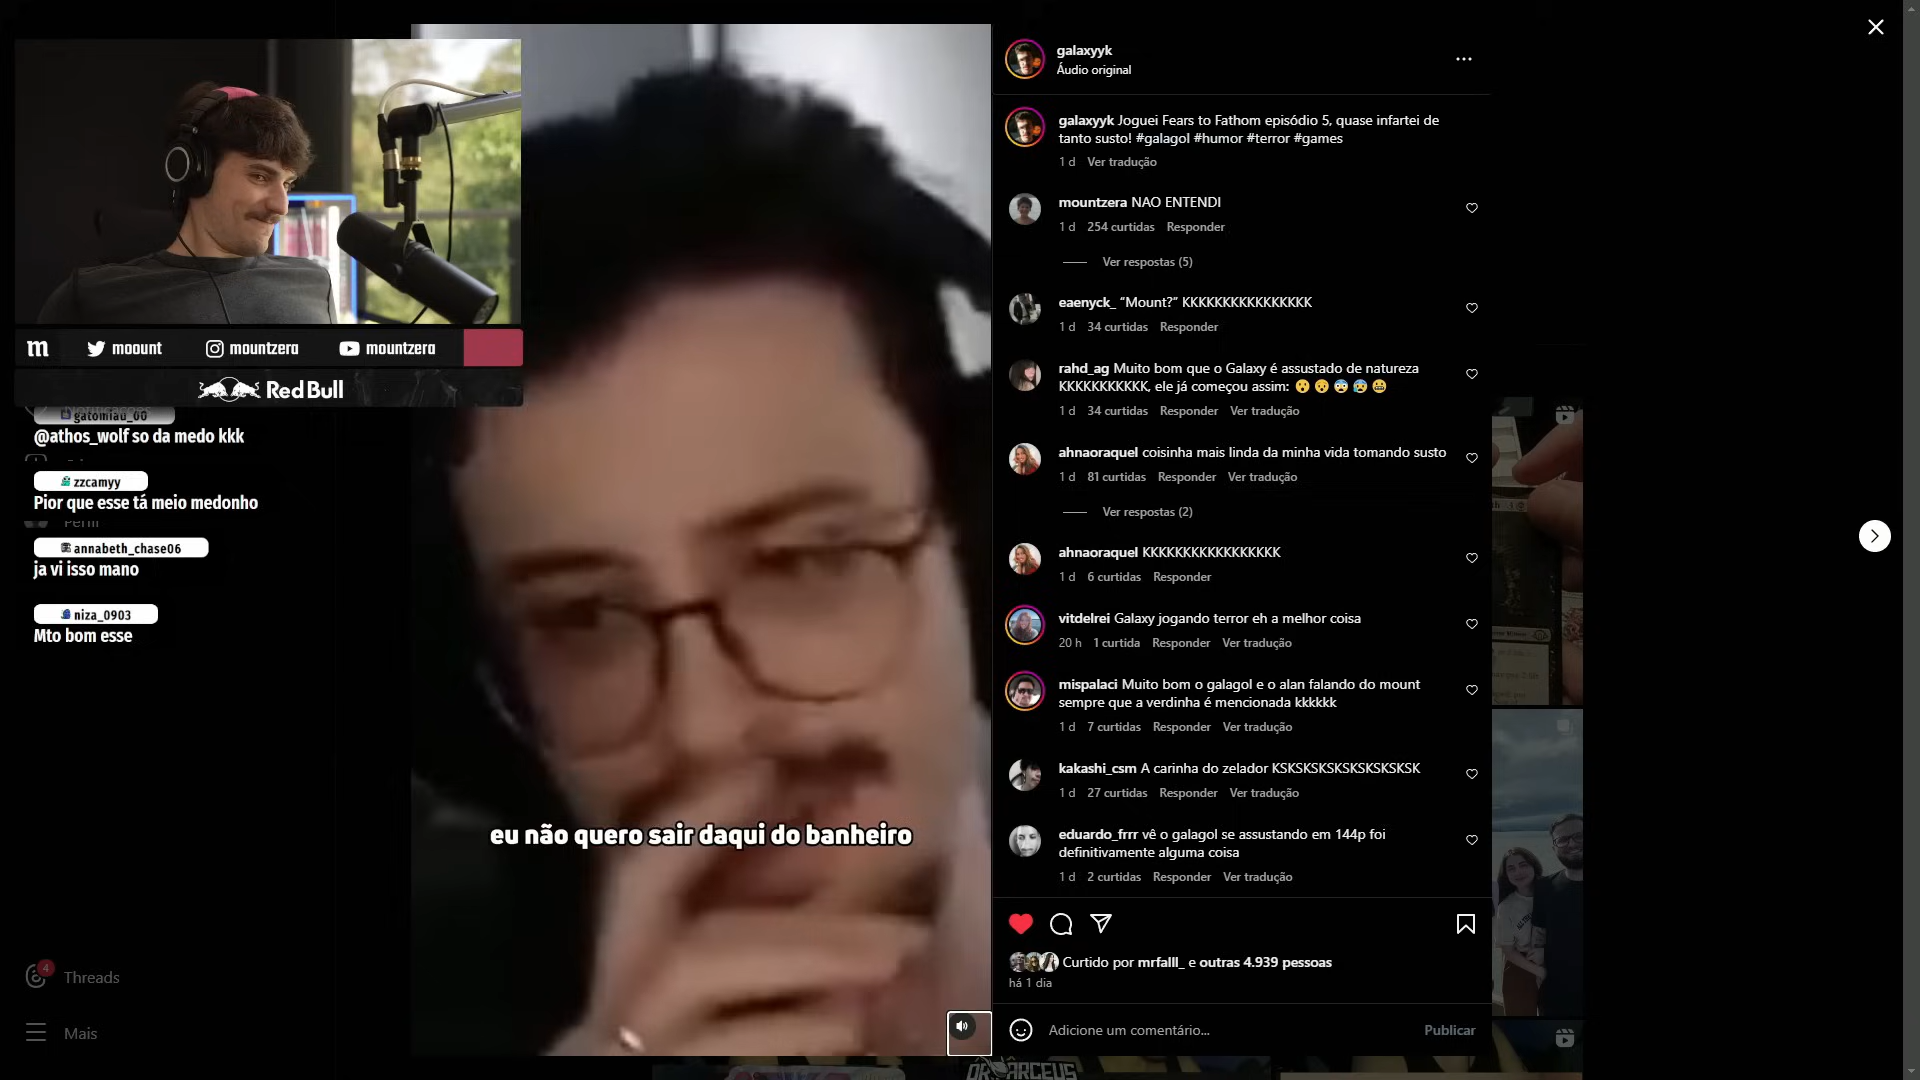 m moount mountzera mountzera
Red Bull
gatomiau_00
@athos_wolf so da medo kkk
zzcamyy
Pior que esse tá meio medonho
Perfil
annabeth_chase06
ja vi isso mano
niza_0903
Mto bom esse
4
Threads
Mais
eu não quero sair daqui do banheiro
galaxyyk
Áudio original
galaxyyk Joguei Fears to Fathom episódio 5, quase infartei de
tanto susto! #galagol #humor #terror #games
1 d Ver tradução
mountzera NAO ENTENDI
1 d 254 curtidas Responder
Ver respostas (5)
eaenyck_ “Mount?” KKKKKKKKKKKKKKKK
1 d 34 curtidas Responder
rahd_ag Muito bom que o Galaxy é assustado de natureza
KKKKKKKKKKK, ele já começou assim: 😮😯😨😰😬
1 d 34 curtidas Responder Ver tradução
ahnaoraquel coisinha mais linda da minha vida tomando susto
1 d 81 curtidas Responder Ver tradução
Ver respostas (2)
ahnaoraquel KKKKKKKKKKKKKKKKK
1 d 6 curtidas Responder
vitdelrei Galaxy jogando terror eh a melhor coisa
20 h 1 curtida Responder Ver tradução
mispalaci Muito bom o galagol e o alan falando do mount
sempre que a verdinha é mencionada kkkkkk
1 d 7 curtidas Responder Ver tradução
kakashi_csm A carinha do zelador KSKSKSKSKSKSKSKSKSK
1 d 27 curtidas Responder Ver tradução
eduardo_frrr vê o galagol se assustando em 144p foi
definitivamente alguma coisa
1 d 2 curtidas Responder Ver tradução
Curtido por mrfalll_ e outras 4.939 pessoas
há 1 dia
Adicione um comentário... Publicar